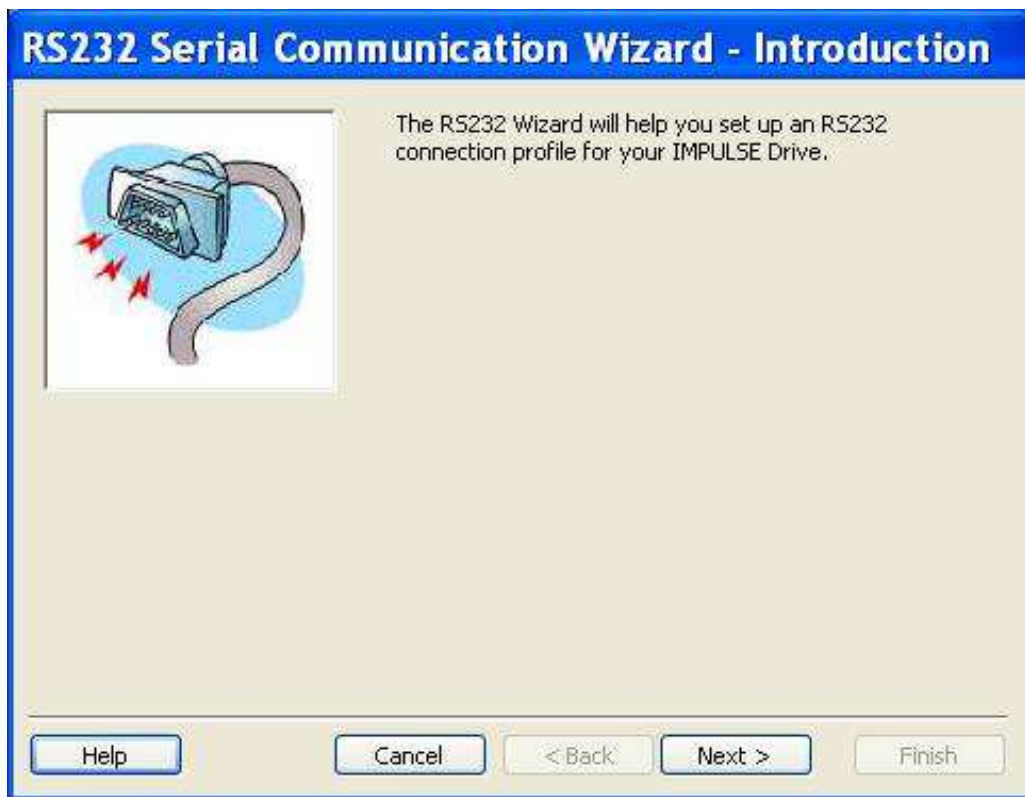 RS232 Serial Communication Wizard - Introduction
The RS232 Wizard will help you set up an RS232
connection profile for your IMPULSE Drive.
Help Cancel < Back Next > Finish